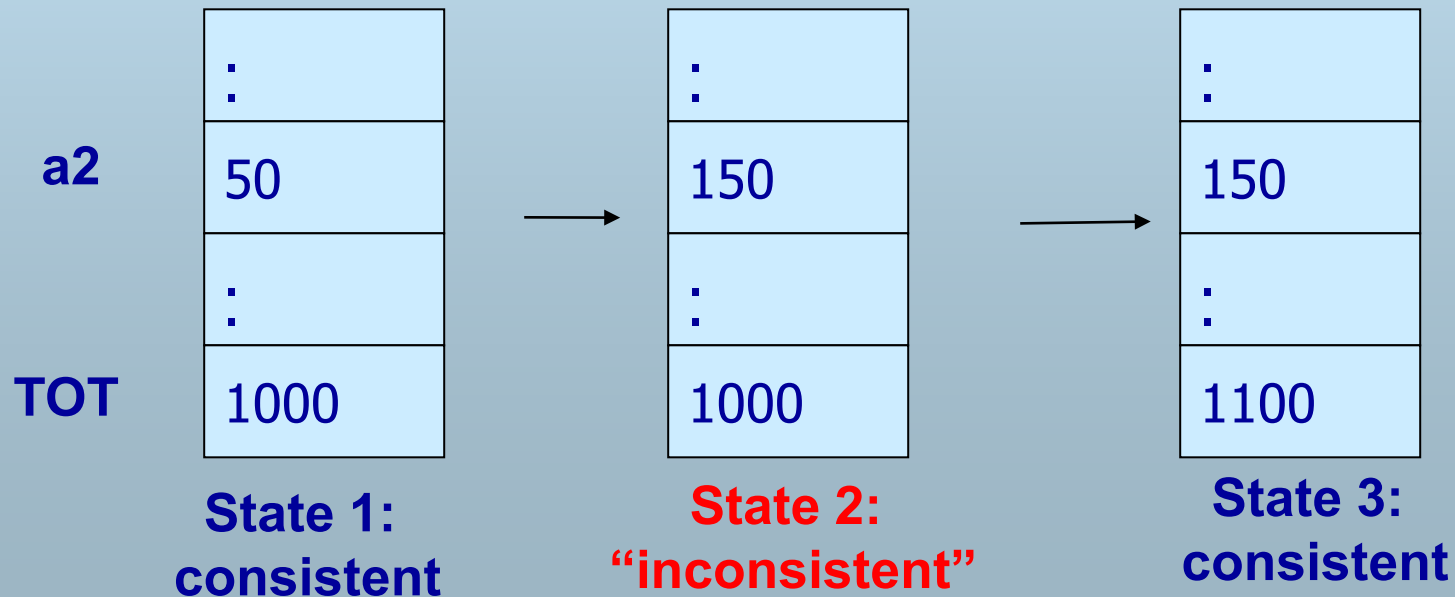 :
:
:
a2
50
150
150
:
:
:
TOT
1000
1000
1100
State 1:
consistent
State 2:
“inconsistent”
State 3:
consistent